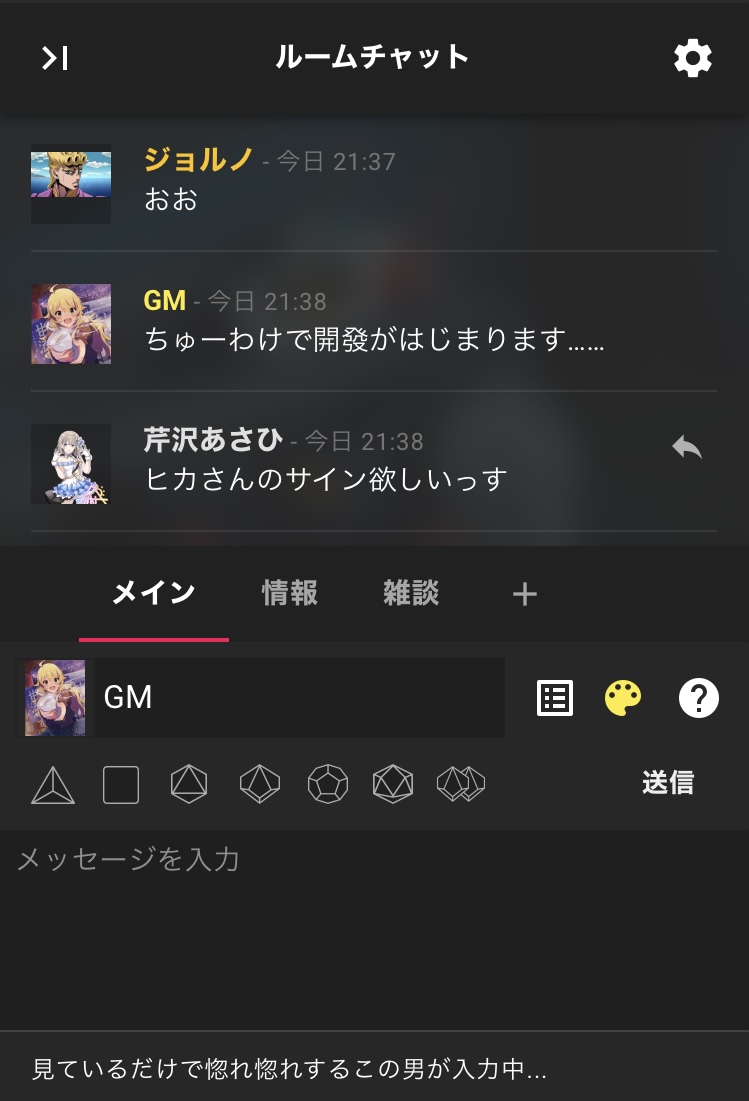 ルームチャット
ジョルノ - 今日 21:37
おお
GM - 今日 21:38
ちゅーわけで開發がはじまります……
芹沢あさひ - 今日 21:38
ヒカさんのサイン欲しいっす
メイン 情報 雑談 +
GM
送信
メッセージを入力
見ているだけで惚れ惚れするこの男が入力中...